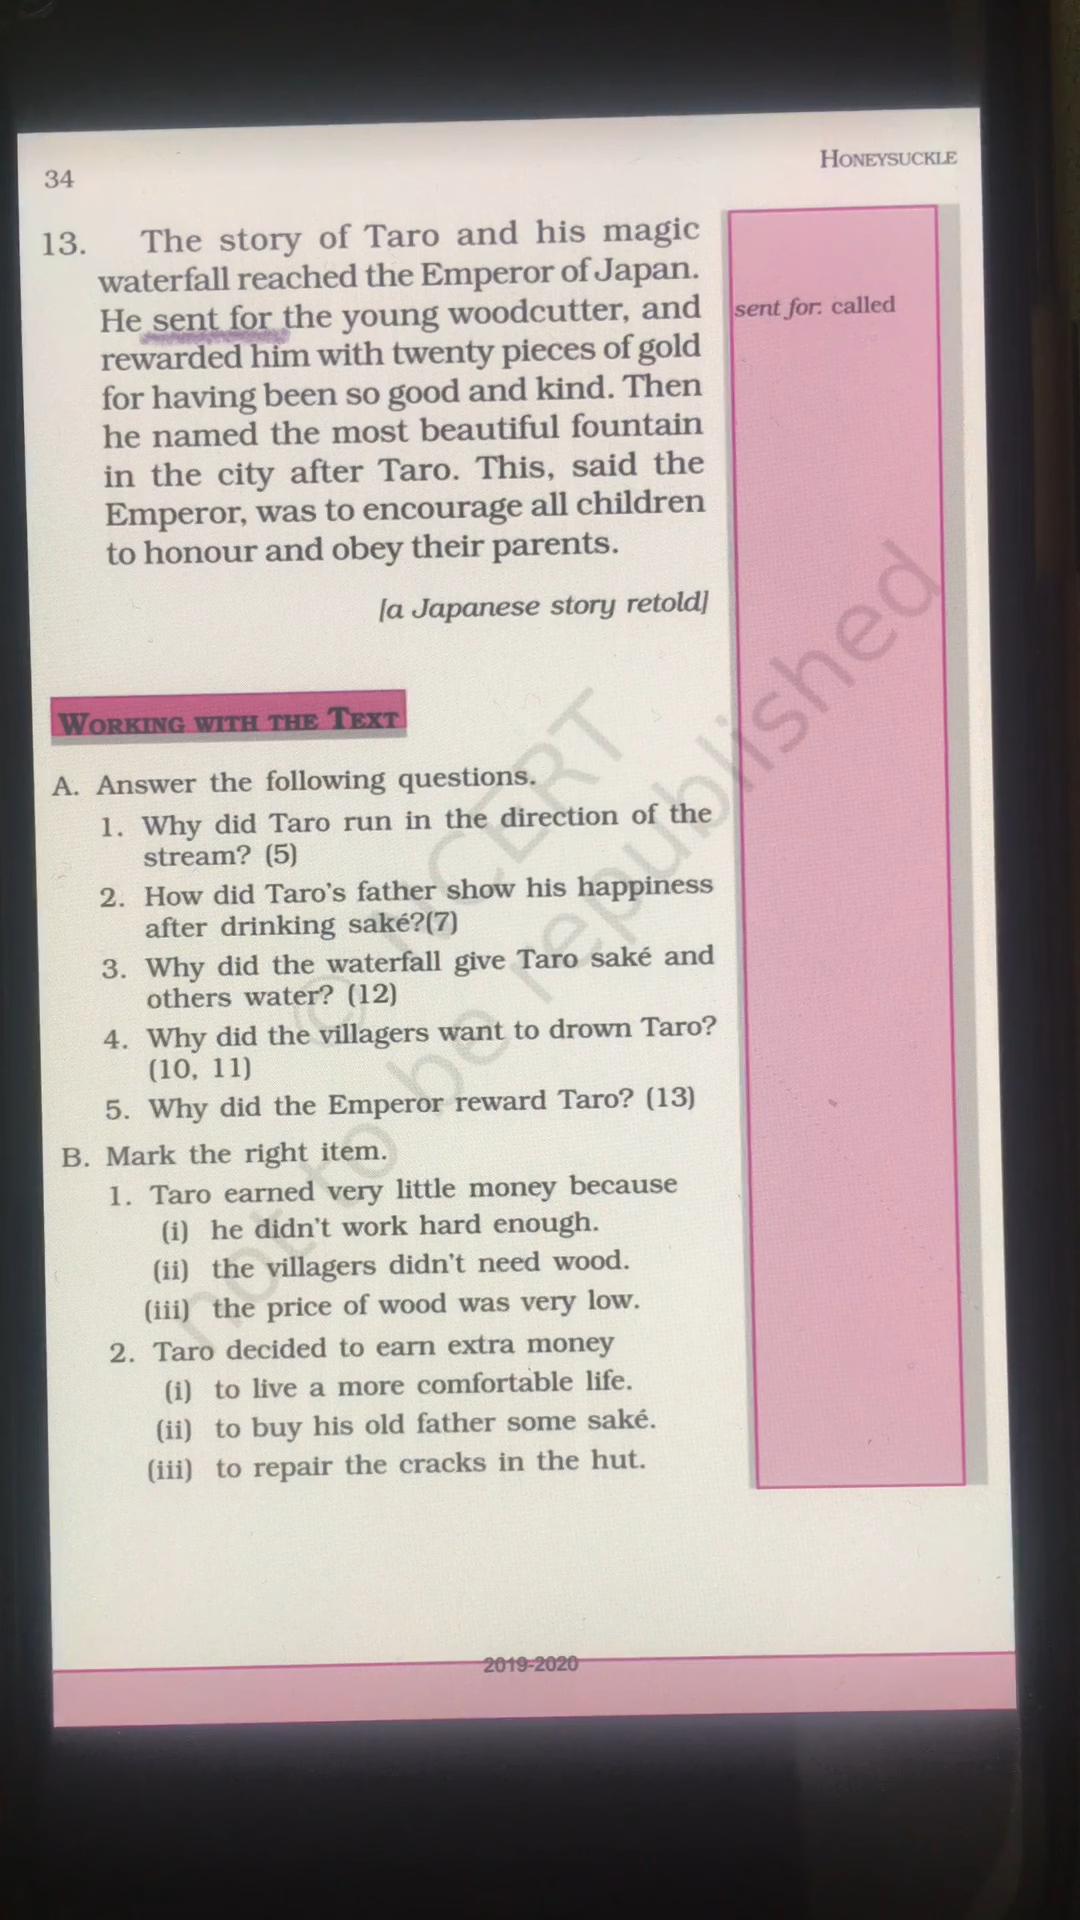 34
HONEYSUCKLE
13. The story of Taro and his magic
waterfall reached the Emperor of Japan.
He sent for the young woodcutter, and
rewarded him with twenty pieces of gold
for having been so good and kind. Then
he named the most beautiful fountain
in the city after Taro. This, said the
Emperor, was to encourage all children
to honour and obey their parents.
[a Japanese story retold]
sent for: called
WORKING WITH THE TEXT
A. Answer the following questions.
1. Why did Taro run in the direction of the
stream? (5)
2. How did Taro's father show his happiness
after drinking saké?(7)
3. Why did the waterfall give Taro saké and
others water? (12)
4. Why did the villagers want to drown Taro?
(10, 11)
5. Why did the Emperor reward Taro? (13)
B. Mark the right item.
1. Taro earned very little money because
(i) he didn't work hard enough.
(ii) the villagers didn't need wood.
(iii) the price of wood was very low.
2. Taro decided to earn extra money
(i) to live a more comfortable life.
(ii) to buy his old father some saké.
(iii) to repair the cracks in the hut.
© NCERT
not to be republished
2019-2020